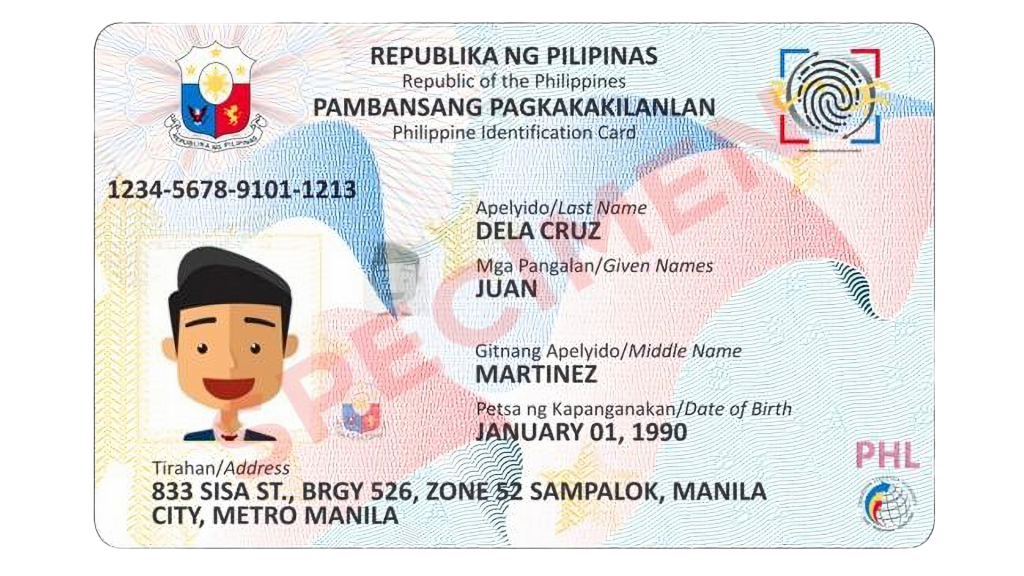 REPUBLIKA NG PILIPINAS
Republic of the Philippines
PAMBANSANG PAGKAKAKILANLAN
Philippine Identification Card
REPUBLIKA NG PILIPINAS
1234-5678-9101-1213
Apelyido/Last Name
DELA CRUZ
Mga Pangalan/Given Names
JUAN
Gitnang Apelyido/Middle Name
MARTINEZ
Petsa ng Kapanganakan/Date of Birth
JANUARY 01, 1990
SPECIMEN
PHL
Tirahan/Address
833 SISA ST., BRGY 526, ZONE 52 SAMPALOK, MANILA
CITY, METRO MANILA